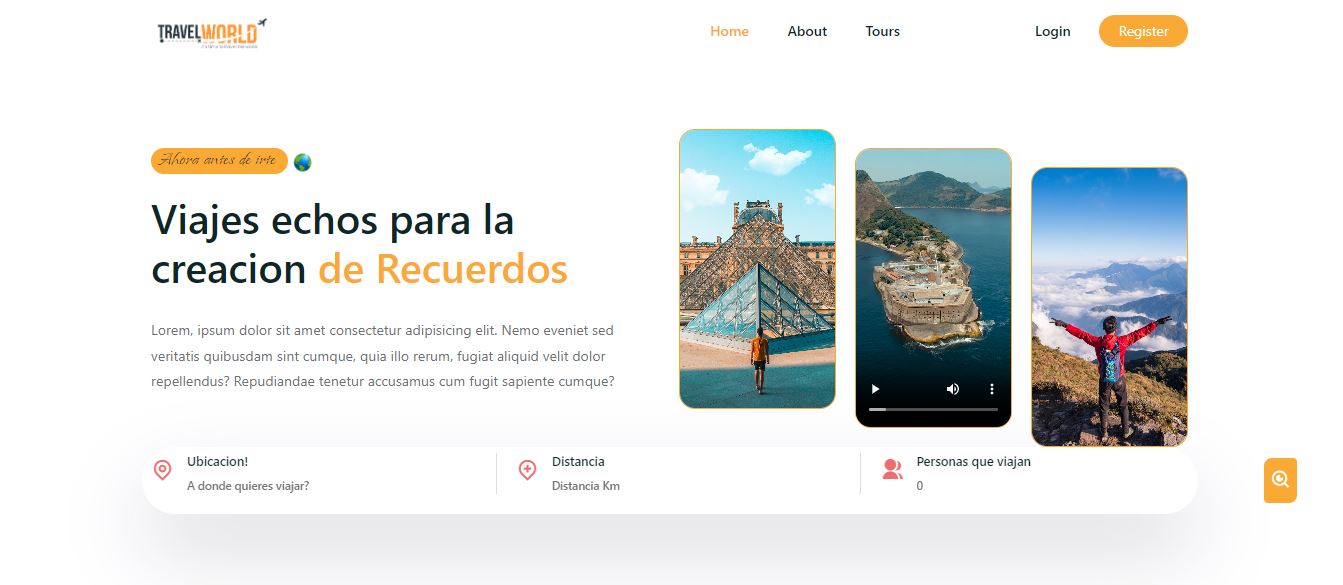 TRAVELWORLD
Home About Tours Login Register
Ahora antes de irte
Viajes echos para la
creacion de Recuerdos
Lorem, ipsum dolor sit amet consectetur adipisicing elit. Nemo eveniet sed
veritatis quibusdam sint cumque, quia illo rerum, fugiat aliquid velit dolor
repellendus? Repudiandae tenetur accusamus cum fugit sapiente cumque?
Ubicacion! Distancia Personas que viajan
A donde quieres viajar? Distancia Km 0